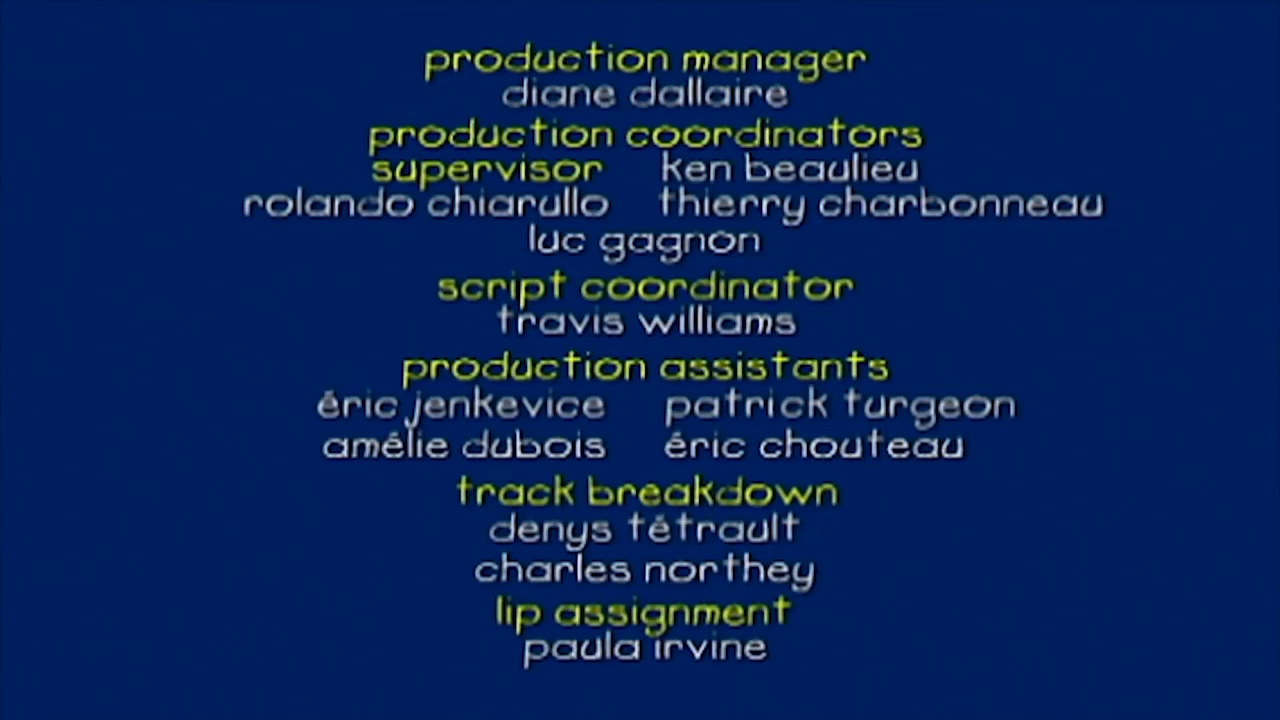 production manager
diane dallaire
production coordinators
supervisor ken beaulieu
rolando chiarullo thierry charbonneau
luc gagnon
script coordinator
travis williams
production assistants
éric jenkevice patrick turgeon
amélie dubois éric chouteau
track breakdown
denys tétrault
charles northey
lip assignment
paula irvine